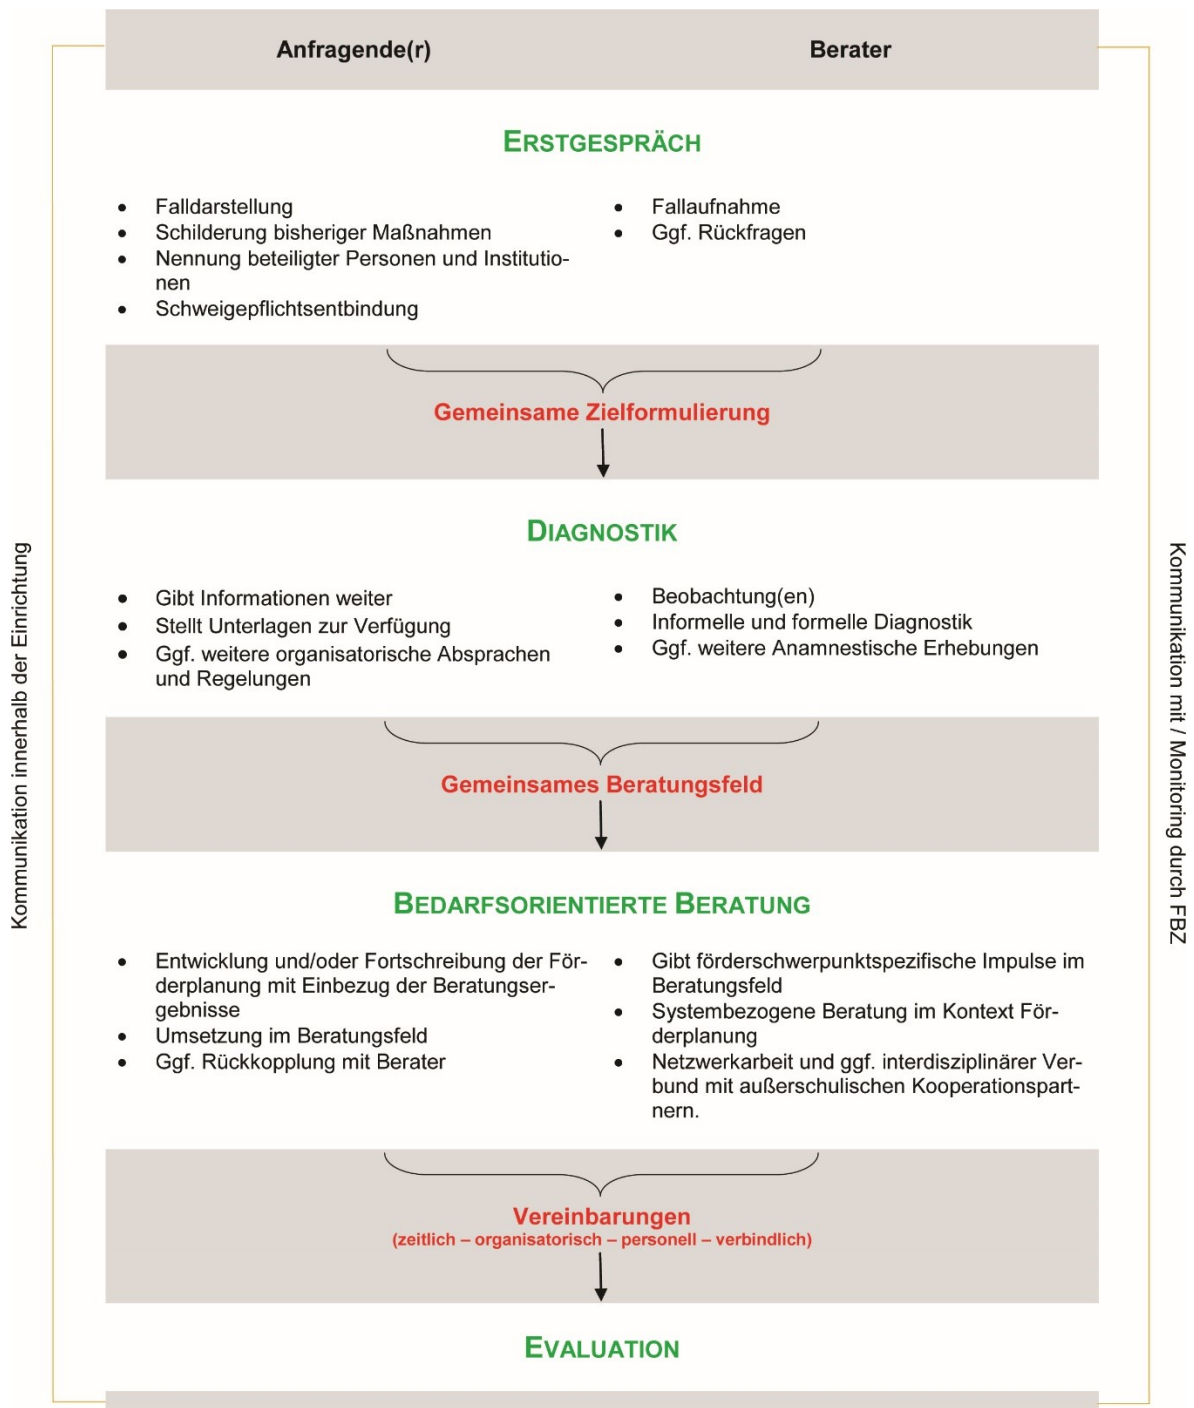 Anfragende(r) Berater
ERSTGESPRÄCH
• Falldarstellung
• Schilderung bisheriger Maßnahmen
• Nennung beteiligter Personen und Institutio-
nen
• Schweigepflichtsentbindung
• Fallaufnahme
• Ggf. Rückfragen
Gemeinsame Zielformulierung
DIAGNOSTIK
• Gibt Informationen weiter
• Stellt Unterlagen zur Verfügung
• Ggf. weitere organisatorische Absprachen
und Regelungen
• Beobachtung(en)
• Informelle und formelle Diagnostik
• Ggf. weitere Anamnestische Erhebungen
Gemeinsames Beratungsfeld
BEDARFSORIENTIERTE BERATUNG
• Entwicklung und/oder Fortschreibung der För-
derplanung mit Einbezug der Beratungser-
gebnisse
• Umsetzung im Beratungsfeld
• Ggf. Rückkopplung mit Berater
• Gibt förderschwerpunktspezifische Impulse im
Beratungsfeld
• Systembezogene Beratung im Kontext För-
derplanung
• Netzwerkarbeit und ggf. interdisziplinärer Ver-
bund mit außerschulischen Kooperationspart-
nern.
Vereinbarungen
(zeitlich – organisatorisch – personell – verbindlich)
EVALUATION
Kommunikation innerhalb der Einrichtung
Kommunikation mit / Monitoring durch FBZ